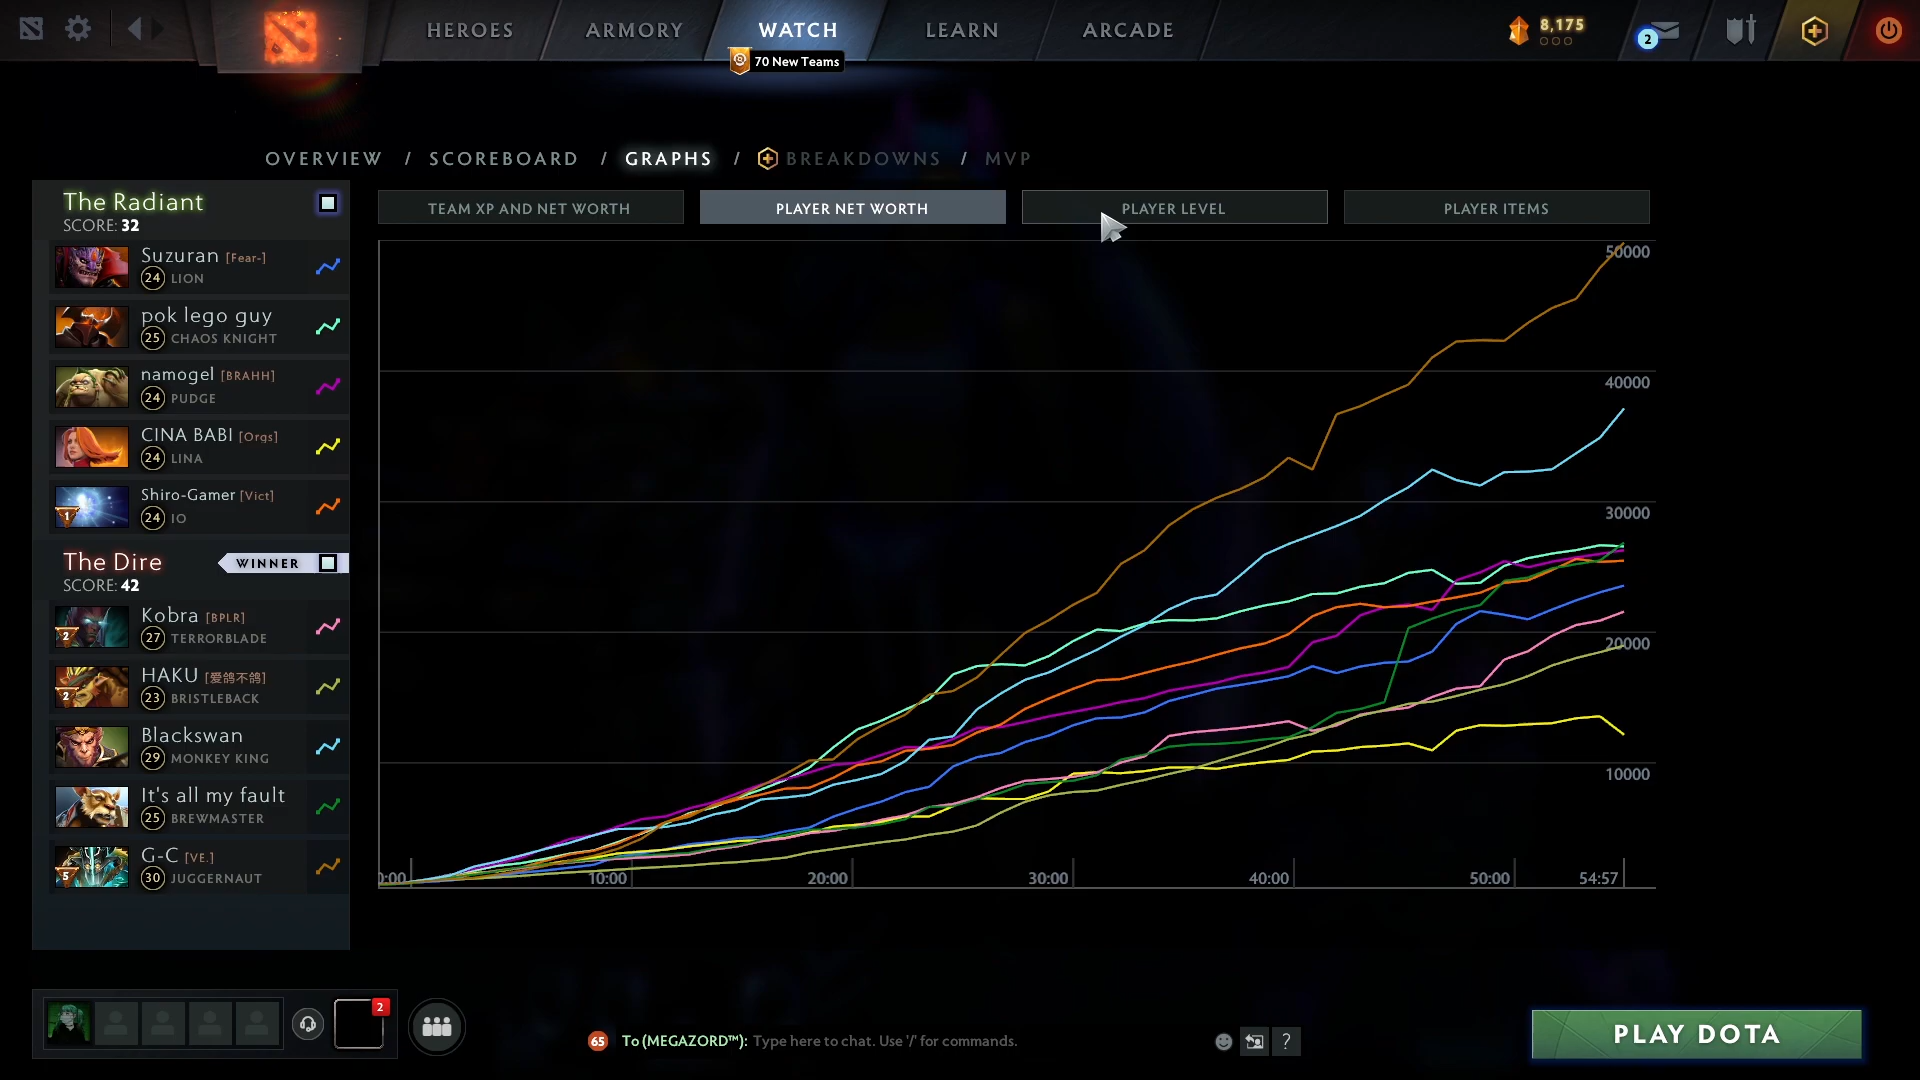 HEROES
ARMORY
WATCH
LEARN
ARCADE
8,175
2
70 New Teams
OVERVIEW / SCOREBOARD / GRAPHS / BREAKDOWNS / MVP
TEAM XP AND NET WORTH
PLAYER NET WORTH
PLAYER LEVEL
PLAYER ITEMS
The Radiant
SCORE: 32
Suzuran [Fear-]
24 LION
pok lego guy
25 CHAOS KNIGHT
namogel [BRAHH]
24 PUDGE
CINA BABI [Orgs]
24 LINA
Shiro-Gamer [Vict]
1
24 IO
The Dire
WINNER
SCORE: 42
Kobra [BPLR]
2
27 TERRORBLADE
HAKU [爱鸽不鸽]
2
23 BRISTLEBACK
Blackswan
29 MONKEY KING
It's all my fault
25 BREWMASTER
G-C [VE.]
5
30 JUGGERNAUT
50000
40000
30000
20000
10000
0:00
10:00
20:00
30:00
40:00
50:00
54:57
2
65
To (MEGAZORD™): Type here to chat. Use '/' for commands.
?
PLAY DOTA